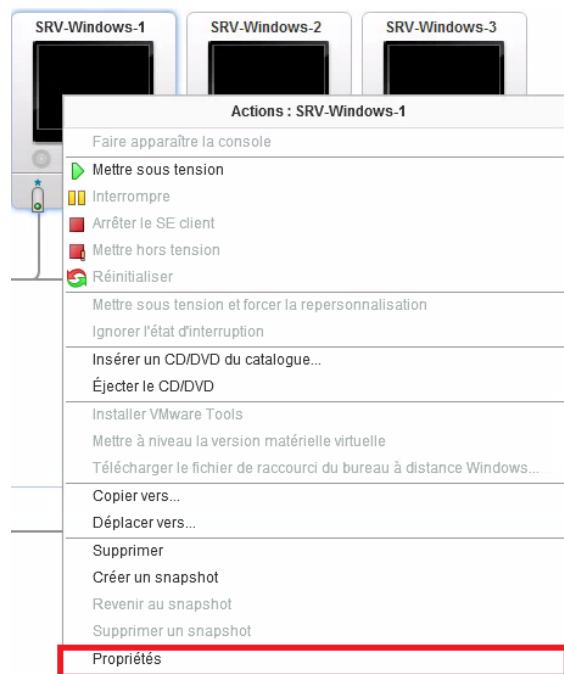 SRV-Windows-1 SRV-Windows-2 SRV-Windows-3
Actions : SRV-Windows-1
Faire apparaître la console
Mettre sous tension
Interrompre
Arrêter le SE client
Mettre hors tension
Réinitialiser
Mettre sous tension et forcer la repersonnalisation
Ignorer l'état d'interruption
Insérer un CD/DVD du catalogue...
Éjecter le CD/DVD
Installer VMware Tools
Mettre à niveau la version matérielle virtuelle
Télécharger le fichier de raccourci du bureau à distance Windows...
Copier vers...
Déplacer vers...
Supprimer
Créer un snapshot
Revenir au snapshot
Supprimer un snapshot
Propriétés